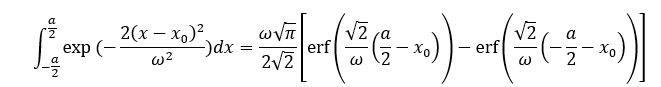 ∫_{-a/2}^{a/2} exp (−2(x − x₀)²/ω²)dx = ω√π/2√2 [erf(√2/ω (a/2 − x₀)) − erf(√2/ω (−a/2 − x₀))]